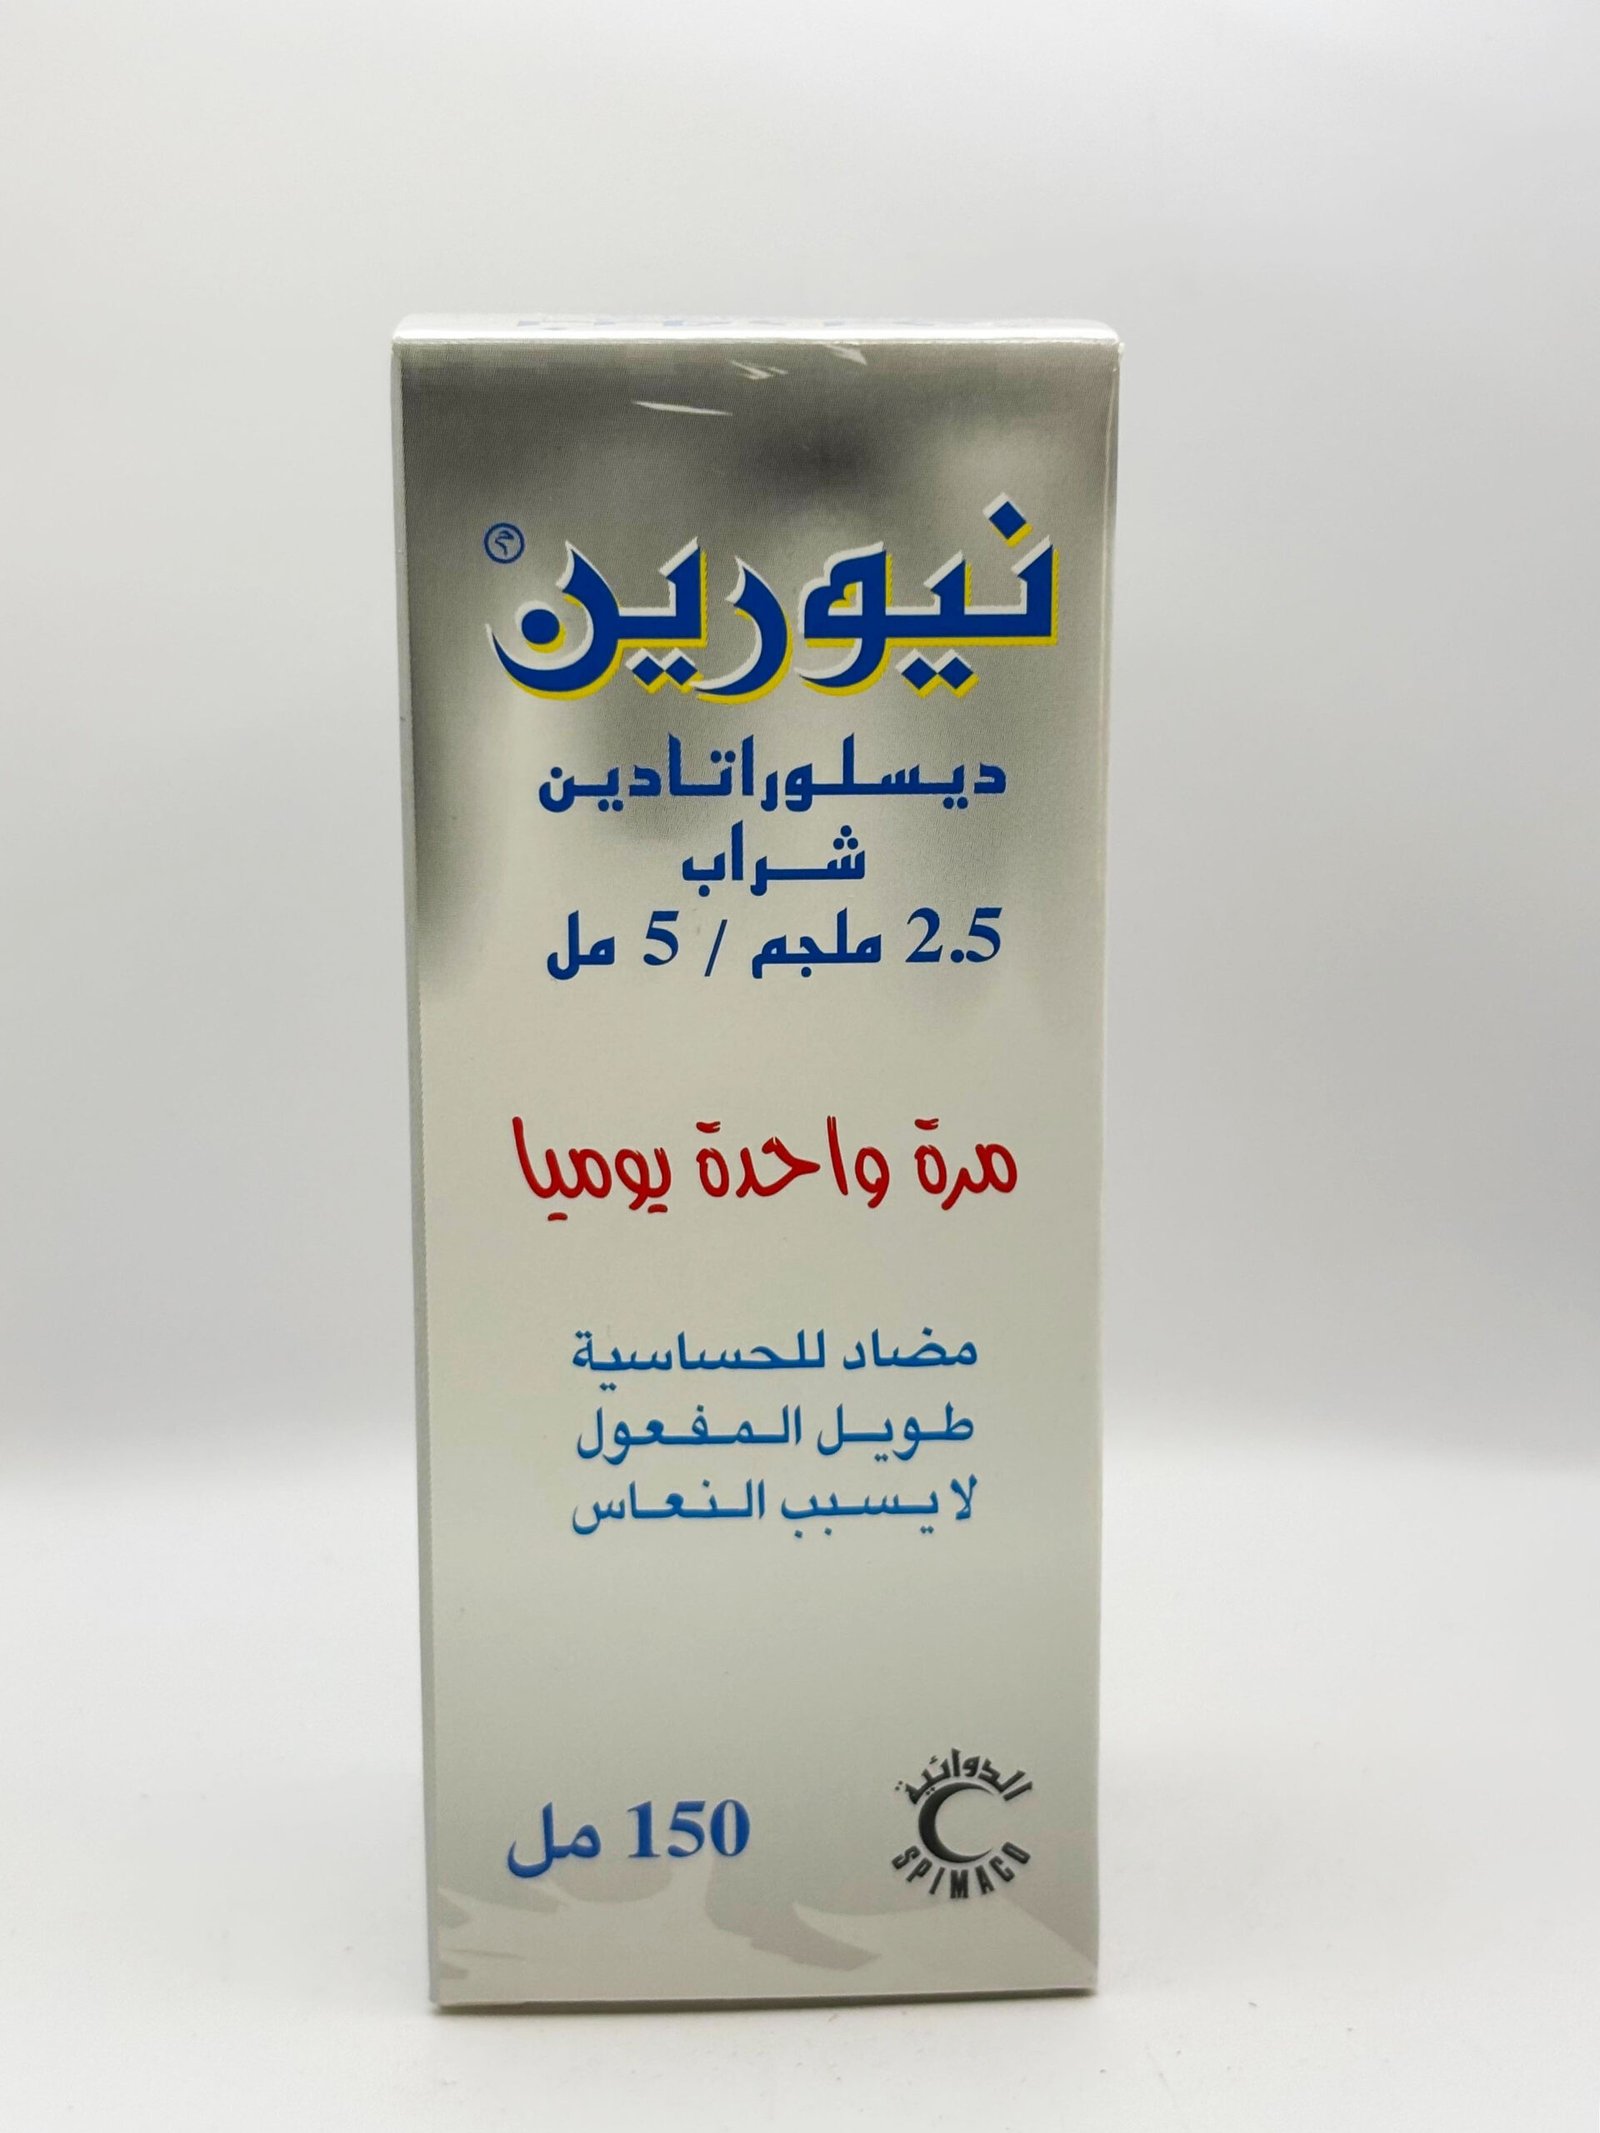 نيورين
ديسلوراتادين
شراب
2.5 ملجم / 5 مل
مرة واحدة يوميا
مضاد للحساسية
طويل المفعول
لا يسبب النعاس
150 مل
الدوائية
SPIMACO